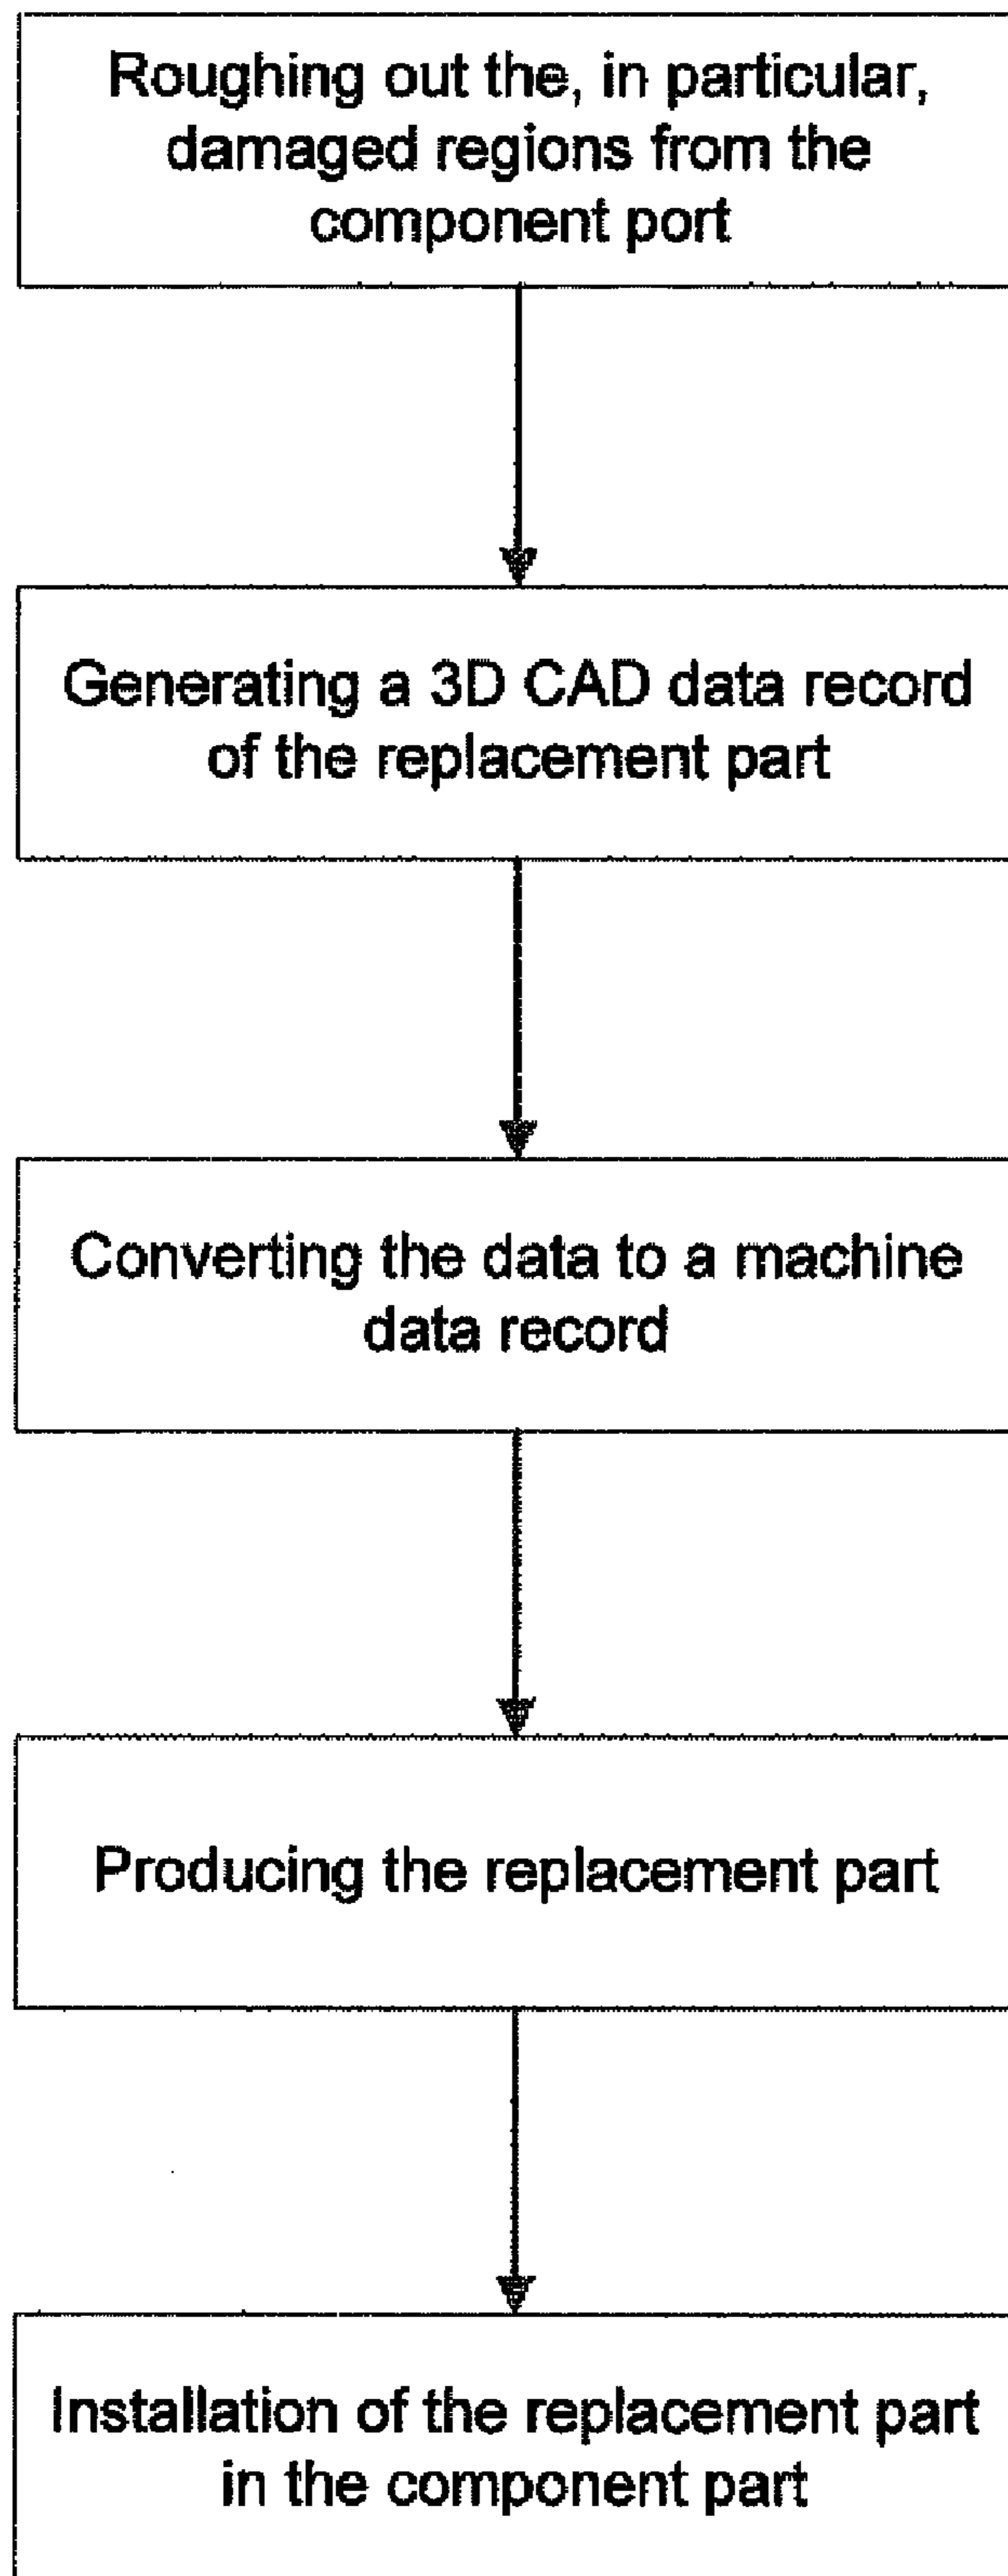 Roughing out the, in particular,
damaged regions from the
component port
Generating a 3D CAD data record
of the replacement part
Converting the data to a machine
data record
Producing the replacement part
Installation of the replacement part
in the component part